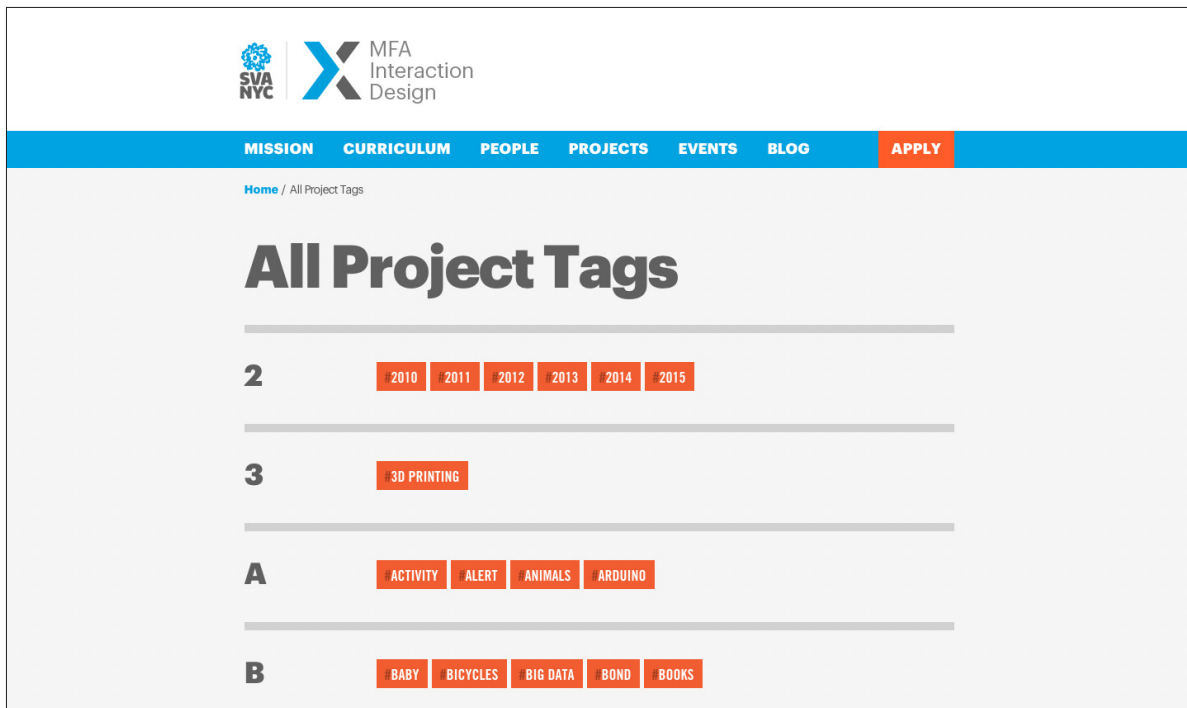 SVA
NYC
MFA
Interaction
Design
MISSION CURRICULUM PEOPLE PROJECTS EVENTS BLOG APPLY
Home / All Project Tags
All Project Tags
2 #2010 #2011 #2012 #2013 #2014 #2015
3 #3D PRINTING
A #ACTIVITY #ALERT #ANIMALS #ARDUINO
B #BABY #BICYCLES #BIG DATA #BOND #BOOKS